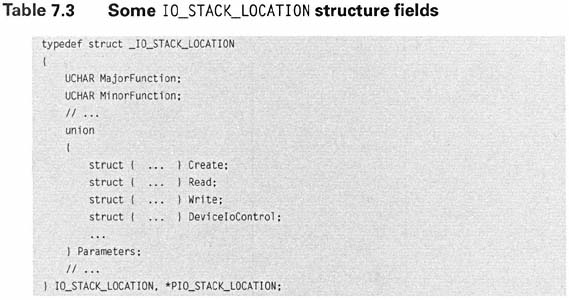 Table 7.3 Some IO_STACK_LOCATION structure fields
typedef struct _IO_STACK_LOCATION
{
UCHAR MajorFunction;
UCHAR MinorFunction;
// ...
union
{
struct { ... } Create;
struct { ... } Read;
struct { ... } Write;
struct { ... } DeviceIoControl;
...
} Parameters;
// ...
} IO_STACK_LOCATION, *PIO_STACK_LOCATION;